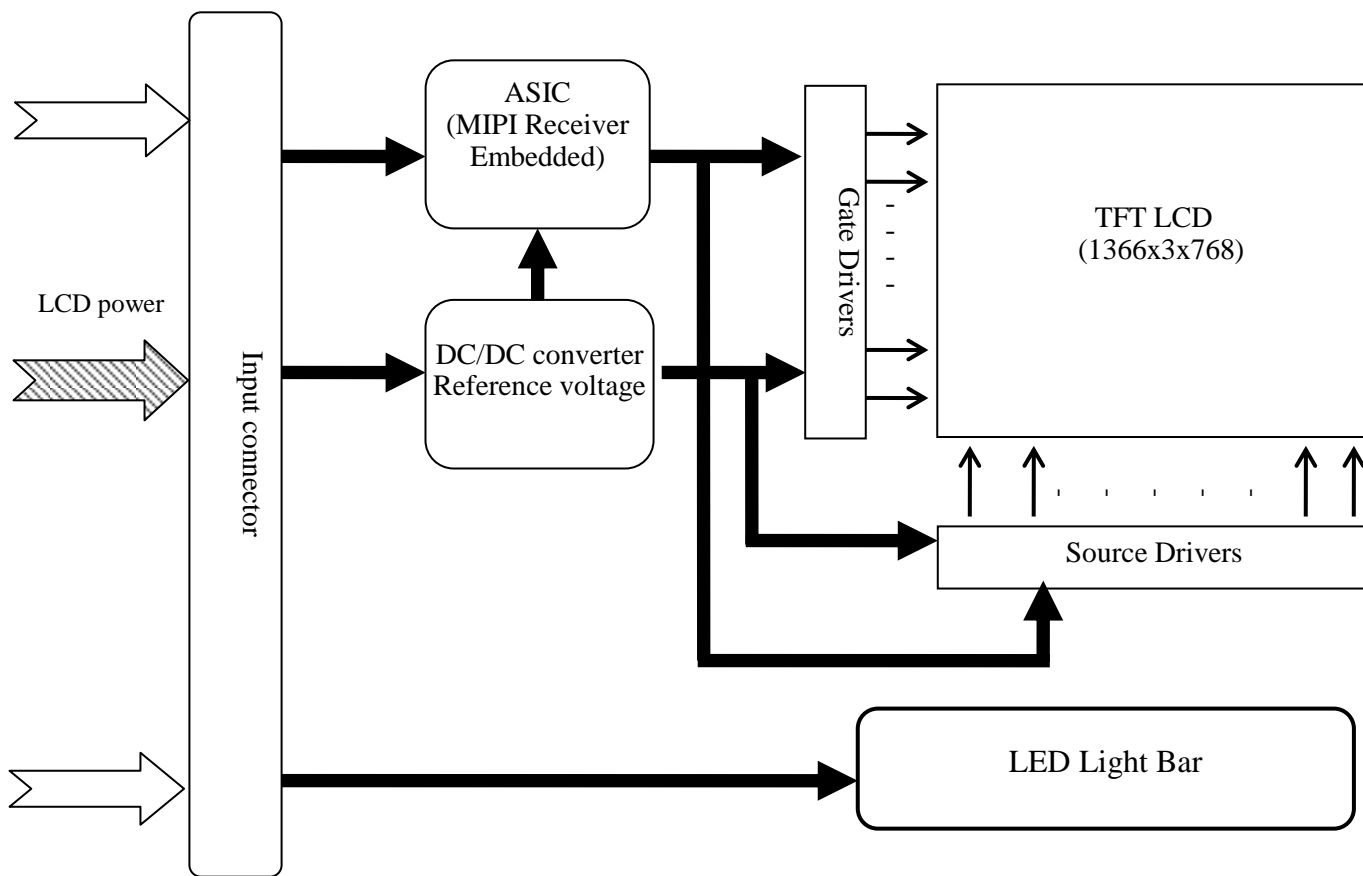 LCD power
Input connector
ASIC
(MIPI Receiver
Embedded)
DC/DC converter
Reference voltage
Gate Drivers
TFT LCD
(1366x3x768)
Source Drivers
LED Light Bar